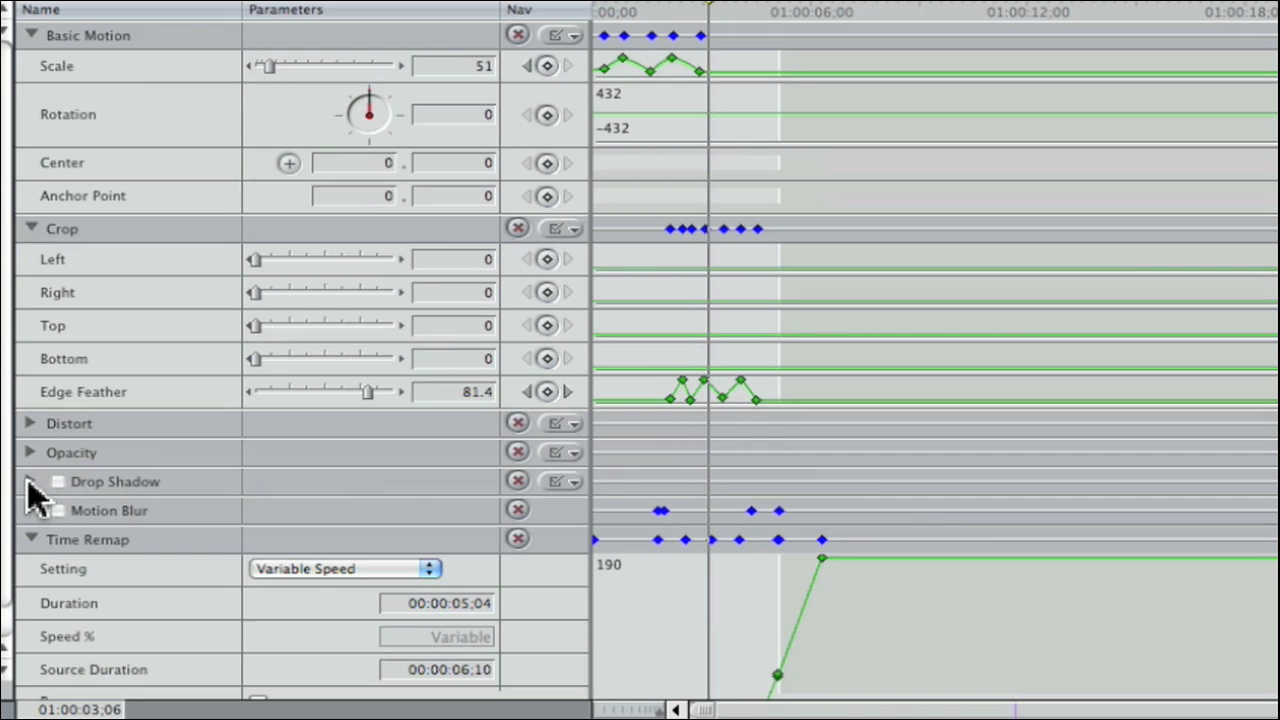 Name Parameters Nav :00;00 01:00:06;00 01:00:12;00 01:00:18;0
Basic Motion
Scale 51
432
Rotation 0
-432
Center 0 . 0
Anchor Point 0 . 0
Crop
Left 0
Right 0
Top 0
Bottom 0
Edge Feather 81.4
Distort
Opacity
Drop Shadow
Motion Blur
Time Remap
Setting Variable Speed 190
Duration 00:00:05;04
Speed % Variable
Source Duration 00:00:06;10
01:00:03;06